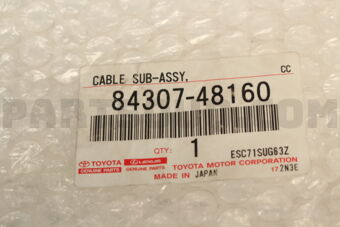 CABLE SUB-ASSY.
CC
84307-48160
QTY: 1
ESC71SUG63Z
TOYOTA LEXUS TOYOTA MOTOR CORPORATION
GENUINE PARTS GENUINE PARTS
MADE IN JAPAN
172N3E